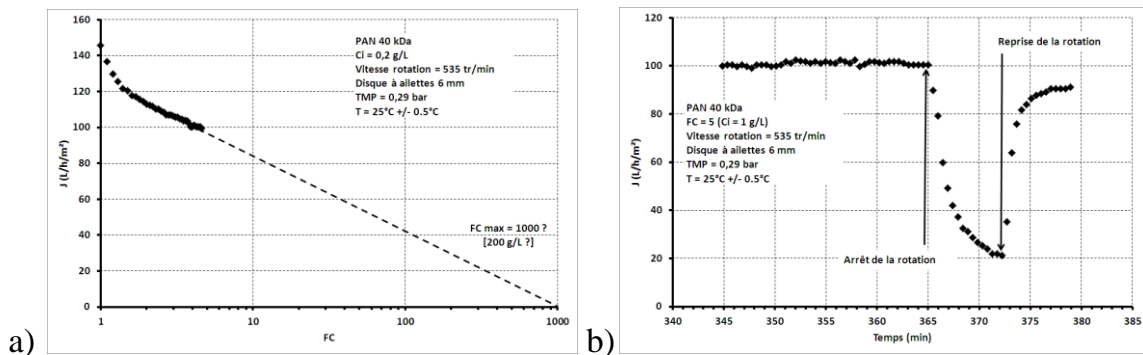 160
140
120
100
80
60
40
20
0
J (L/h/m²)
PAN 40 kDa
Ci = 0,2 g/L
Vitesse rotation = 535 tr/min
Disque à ailettes 6 mm
TMP = 0,29 bar
T = 25°C +/- 0.5°C
FC max = 1000 ?
[200 g/L ?]
1 10 100 1000
FC
a)
120
100
80
60
40
20
0
J (L/h/m²)
Reprise de la rotation
PAN 40 kDa
FC = 5 (Ci = 1 g/L)
Vitesse rotation = 535 tr/min
Disque à ailettes 6 mm
TMP = 0,29 bar
T = 25°C +/- 0.5°C
Arrêt de la rotation
340 345 350 355 360 365 370 375 380 385
Temps (min)
b)